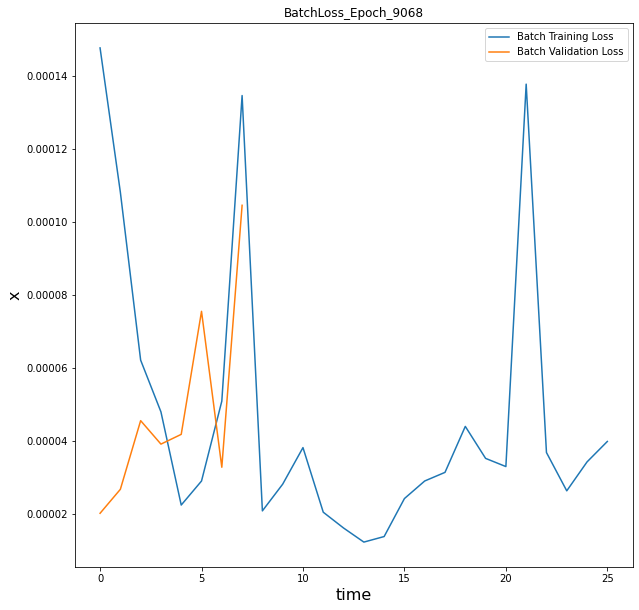 BatchLoss_Epoch_9068
Batch Training Loss
Batch Validation Loss
0.00014
0.00012
0.00010
0.00008
0.00006
0.00004
0.00002
x
0 5 10 15 20 25
time